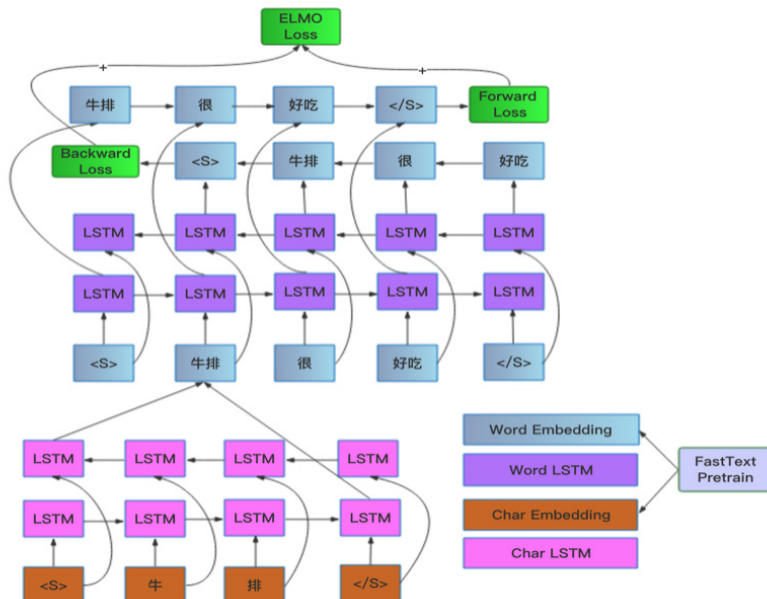 ELMO
Loss
+
+
牛排
很
好吃
</S>
Forward
Loss
Backward
Loss
<S>
牛排
很
好吃
LSTM
LSTM
LSTM
LSTM
LSTM
LSTM
LSTM
LSTM
LSTM
LSTM
<S>
牛排
很
好吃
</S>
LSTM
LSTM
LSTM
LSTM
LSTM
LSTM
LSTM
LSTM
<S>
牛
排
</S>
Word Embedding
Word LSTM
Char Embedding
Char LSTM
FastText
Pretrain